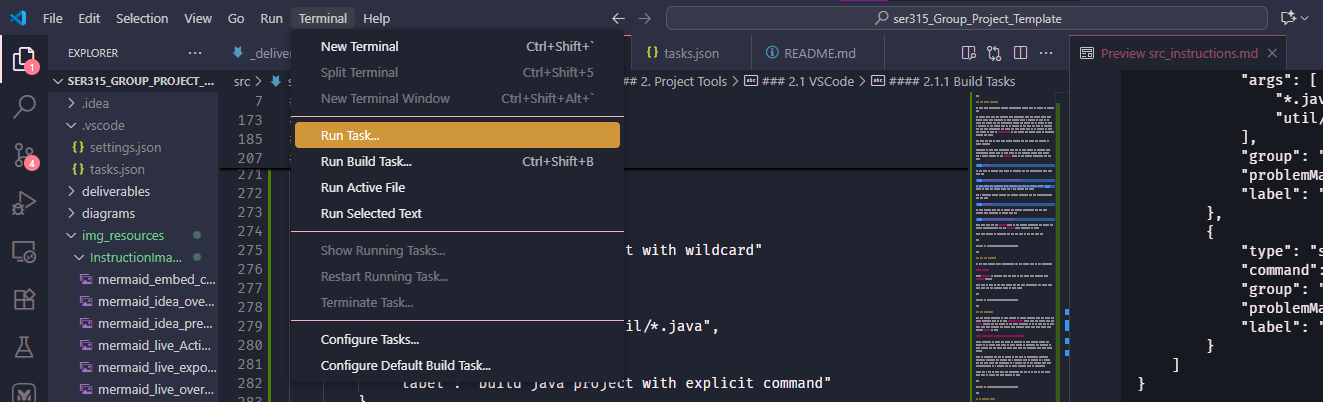 File Edit Selection View Go Run Terminal Help
ser315_Group_Project_Template
EXPLORER
SER315_GROUP_PROJECT_...
.idea
.vscode
settings.json
tasks.json
deliverables
diagrams
img_resources
InstructionIma...
mermaid_embed_c...
mermaid_idea_ove...
mermaid_idea_pre...
mermaid_live_Acti...
mermaid_live_expo...
mermaid_live_over...
1
4
_deliver
tasks.json
README.md
src
## 2. Project Tools > ### 2.1 VSCode > #### 2.1.1 Build Tasks
New Terminal Ctrl+Shift+`
Split Terminal Ctrl+Shift+5
New Terminal Window Ctrl+Shift+Alt+`
Run Task...
Run Build Task... Ctrl+Shift+B
Run Active File
Run Selected Text
Show Running Tasks...
Restart Running Task...
Terminate Task...
Configure Tasks...
Configure Default Build Task...
7
173
185
207
271
272
273
274
275 t with wildcard"
276
277
278
279 il/*.java",
280
281
282 label": "build java project with explicit command"
283 }
Preview src_instructions.md
"args": [
"*.jav
"util/
],
"group": "
"problemMa
"label": "
},
{
"type": "s
"command":
"group": "
"problemMa
"label": "
}
]
}